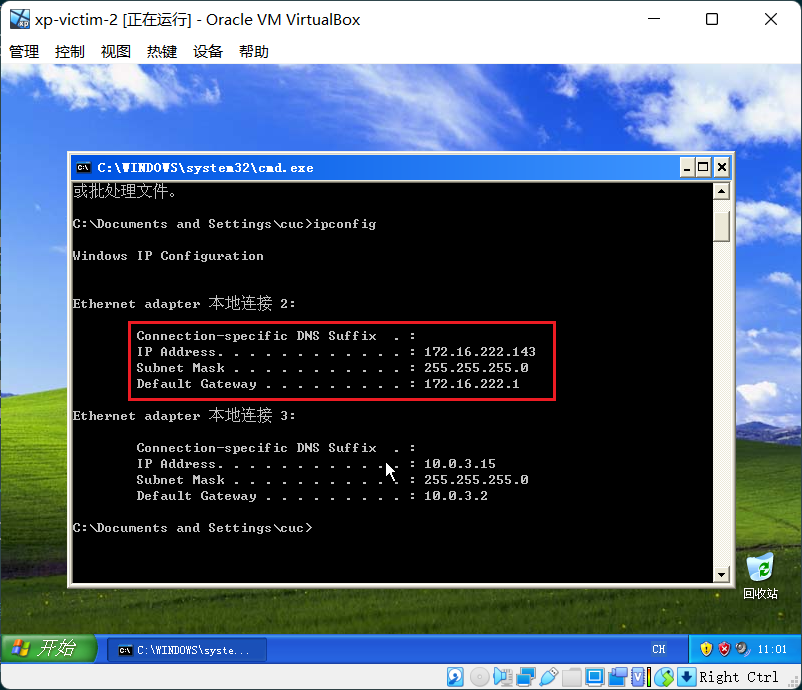 xp-victim-2 [正在运行] - Oracle VM VirtualBox
管理 控制 视图 热键 设备 帮助
C:\WINDOWS\system32\cmd.exe
或批处理文件。
C:\Documents and Settings\cuc>ipconfig
Windows IP Configuration
Ethernet adapter 本地连接 2:
Connection-specific DNS Suffix  . :
IP Address. . . . . . . . . . . . : 172.16.222.143
Subnet Mask . . . . . . . . . . . : 255.255.255.0
Default Gateway . . . . . . . . . : 172.16.222.1
Ethernet adapter 本地连接 3:
Connection-specific DNS Suffix  . :
IP Address. . . . . . . . . . . . : 10.0.3.15
Subnet Mask . . . . . . . . . . . : 255.255.255.0
Default Gateway . . . . . . . . . : 10.0.3.2
C:\Documents and Settings\cuc>
回收站
开始 C:\WINDOWS\syste... CH 11:01
Right Ctrl